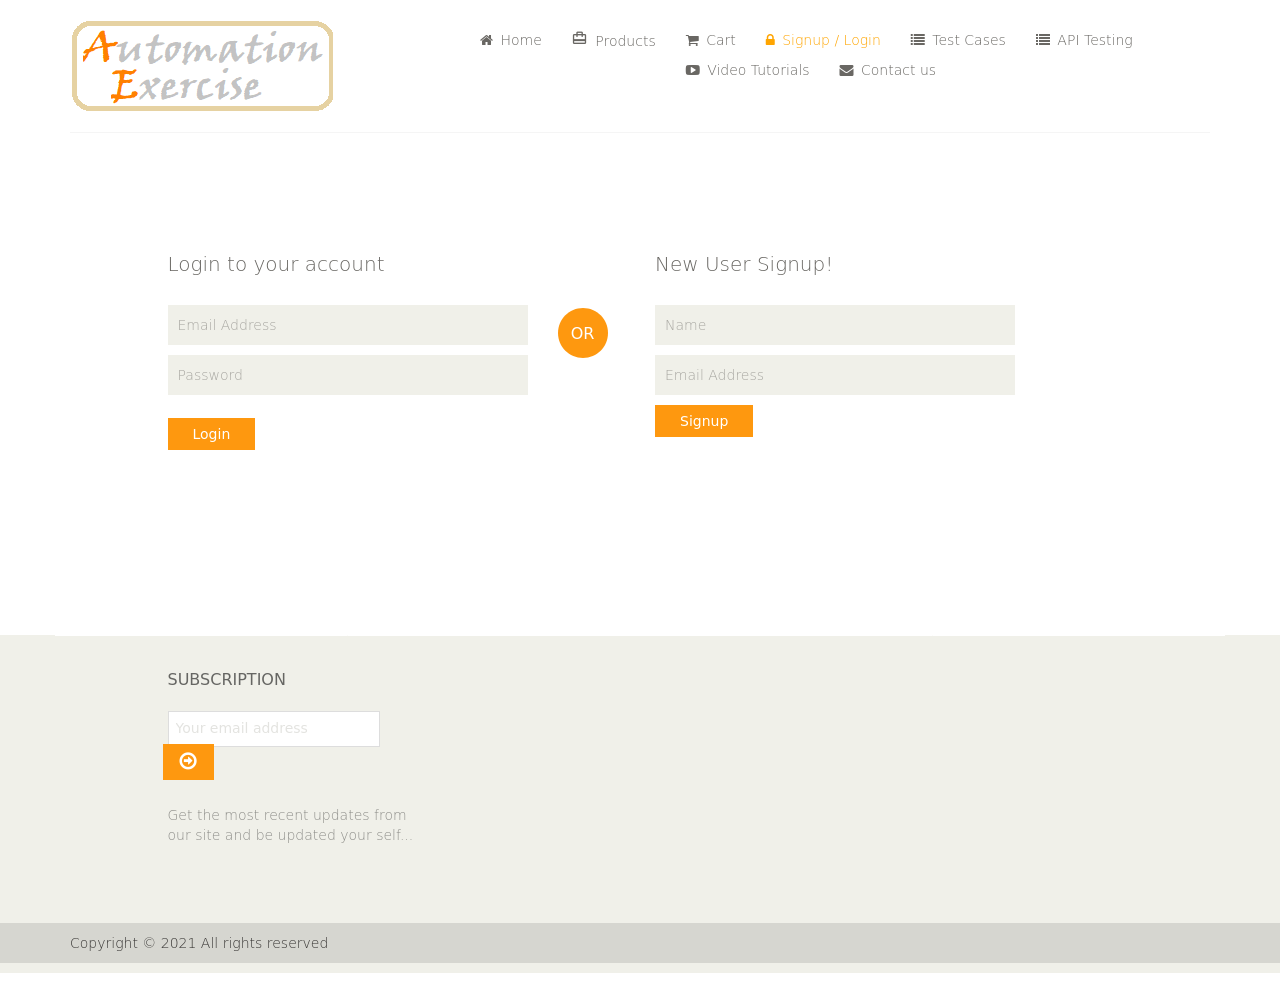 Automation
Exercise
Home
Products
Cart
Signup / Login
Test Cases
API Testing
Video Tutorials
Contact us
Login to your account
Email Address
Password
Login
OR
New User Signup!
Name
Email Address
Signup
SUBSCRIPTION
Your email address
Get the most recent updates from
our site and be updated your self...
Copyright © 2021 All rights reserved